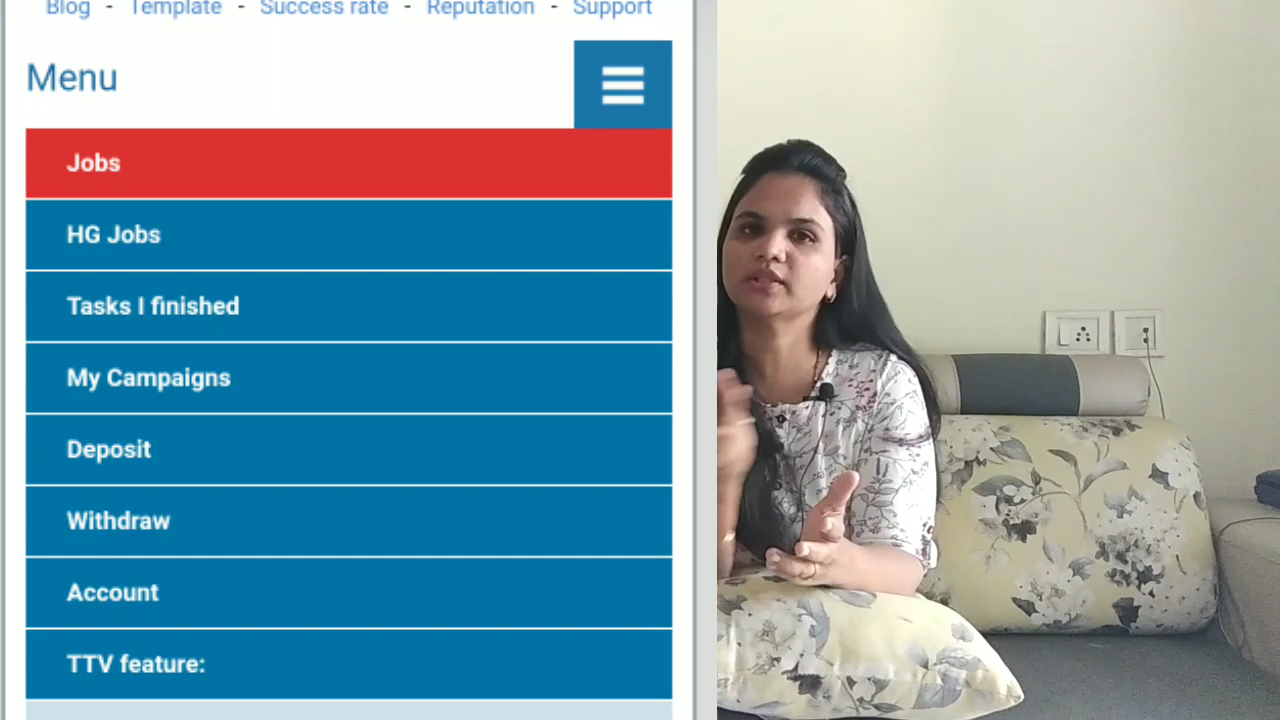 Blog - Template - Success rate - Reputation - Support
Menu
Jobs
HG Jobs
Tasks I finished
My Campaigns
Deposit
Withdraw
Account
TTV feature: